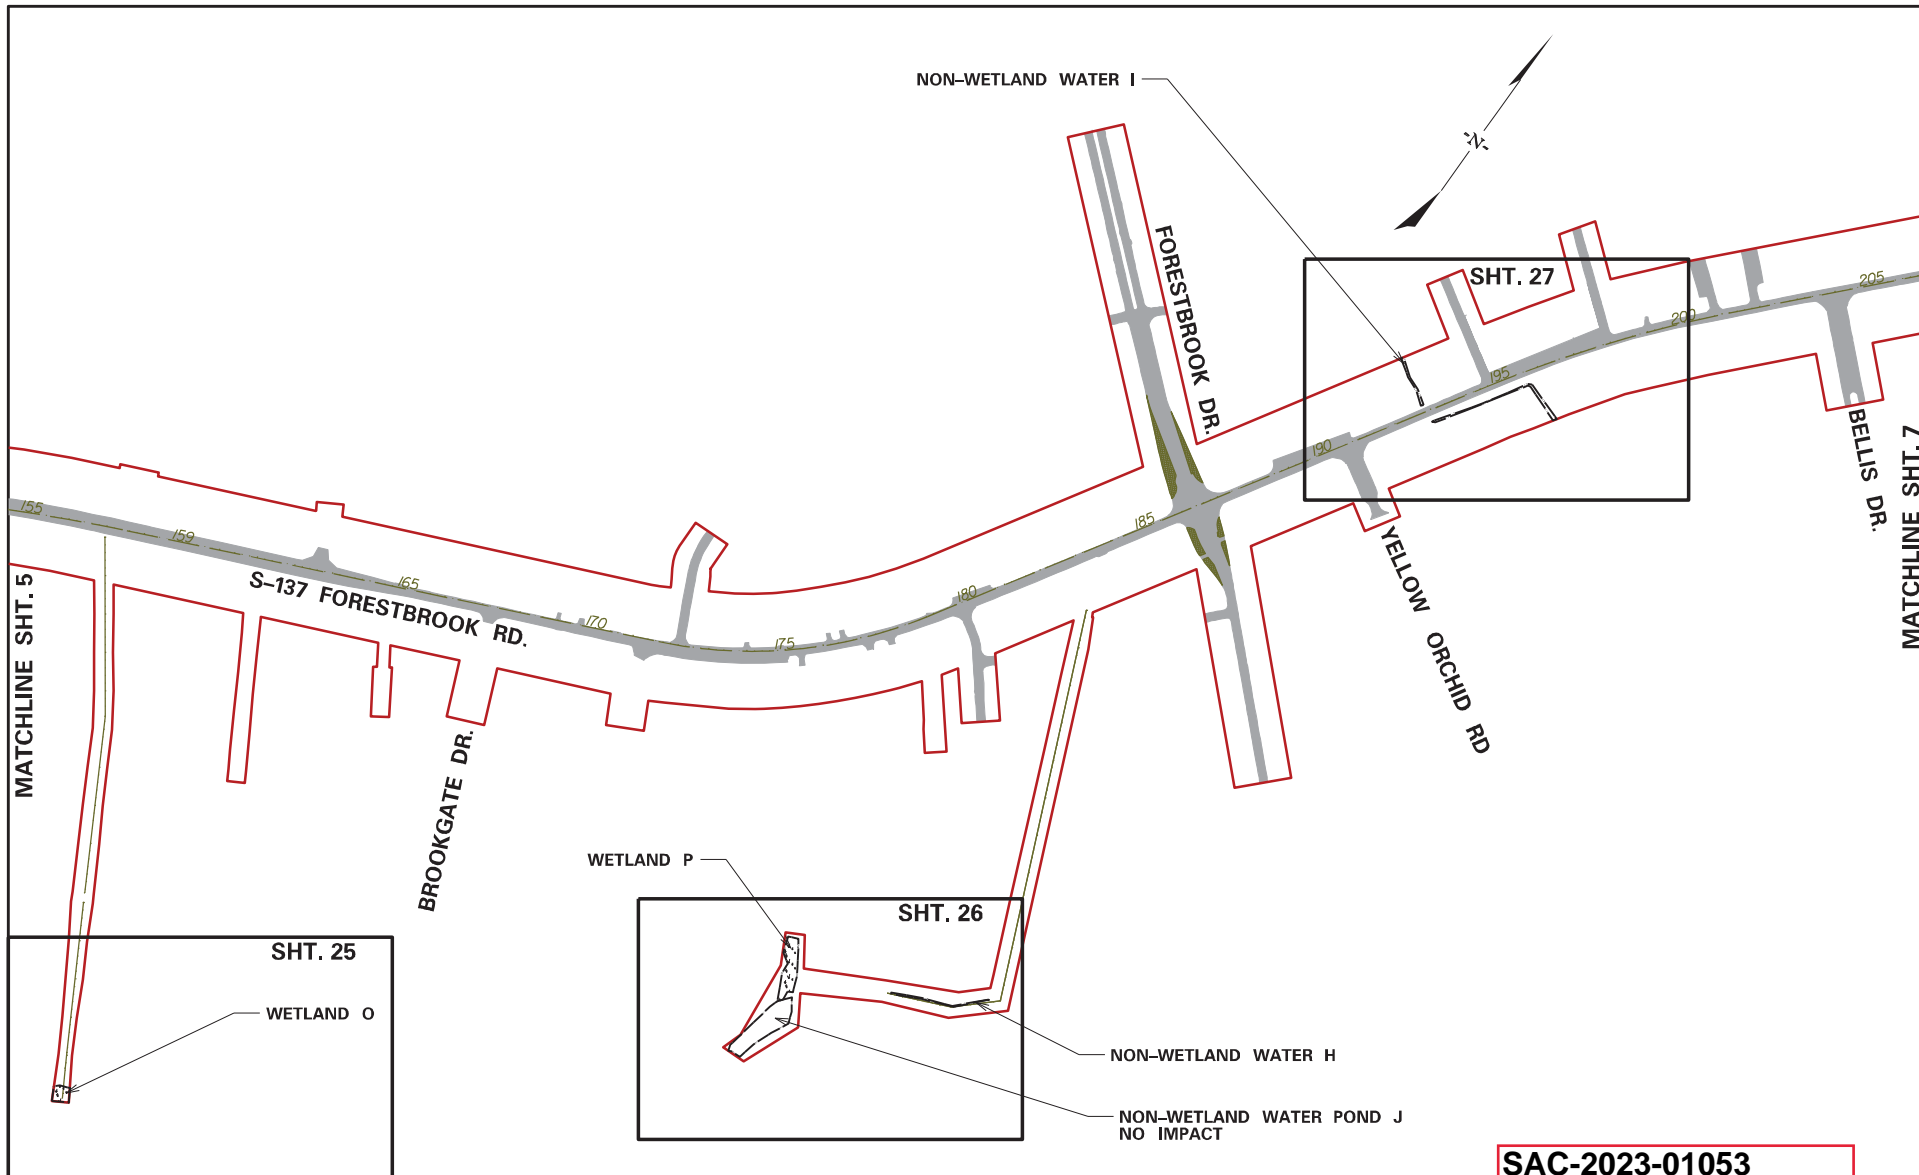 NON-WETLAND WATER I
-N-
FORESTBROOK DR.
SHT. 27
205
200
195
190
185
180
175
170
165
159
155
S-137 FORESTBROOK RD.
MATCHLINE SHT. 5
BROOKGATE DR.
YELLOW ORCHID RD
BELLIS DR.
MATCHLINE SHT. 7
WETLAND P
SHT. 26
SHT. 25
WETLAND O
NON-WETLAND WATER H
NON-WETLAND WATER POND J
NO IMPACT
SAC-2023-01053